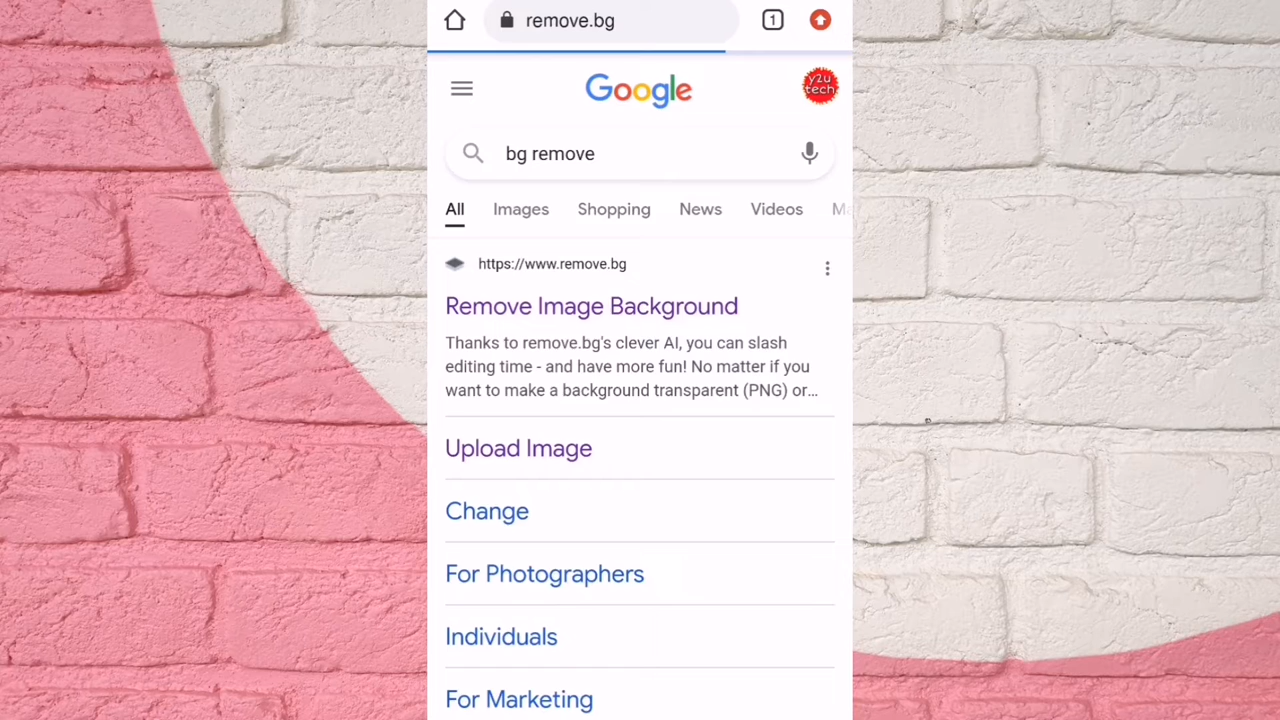 remove.bg
1
Google
y2u
tech
bg remove
All Images Shopping News Videos
https://www.remove.bg
Remove Image Background
Thanks to remove.bg's clever AI, you can slash
editing time - and have more fun! No matter if you
want to make a background transparent (PNG) or...
Upload Image
Change
For Photographers
Individuals
For Marketing